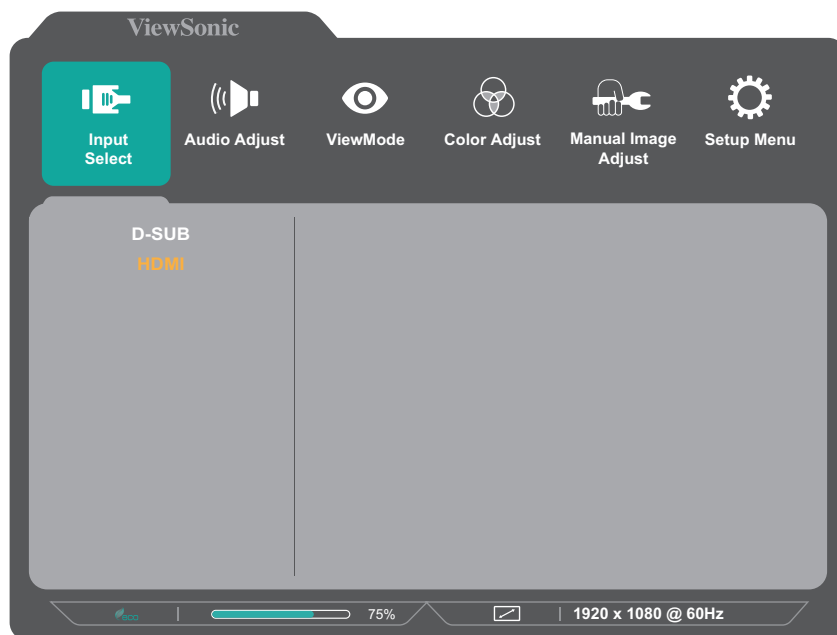 ViewSonic
Input
Select
Audio Adjust
ViewMode
Color Adjust
Manual Image
Adjust
Setup Menu
D-SUB
HDMI
ECO
75%
1920 x 1080 @ 60Hz